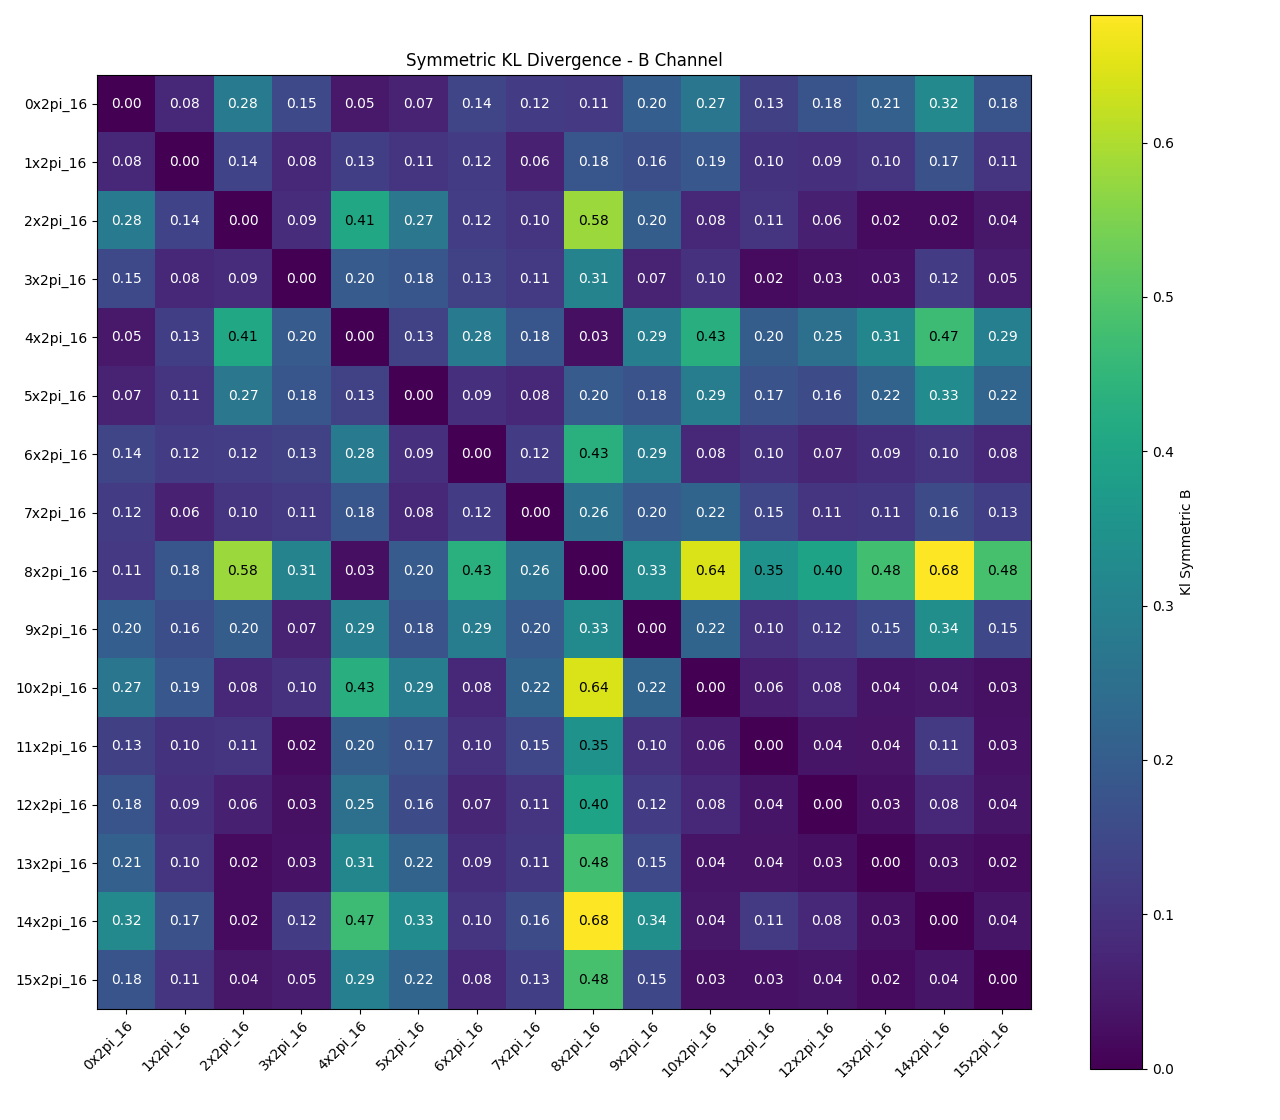 Symmetric KL Divergence - B Channel
0x2pi_16 0.00 0.08 0.28 0.15 0.05 0.07 0.14 0.12 0.11 0.20 0.27 0.13 0.18 0.21 0.32 0.18
1x2pi_16 0.08 0.00 0.14 0.08 0.13 0.11 0.12 0.06 0.18 0.16 0.19 0.10 0.09 0.10 0.17 0.11
2x2pi_16 0.28 0.14 0.00 0.09 0.41 0.27 0.12 0.10 0.58 0.20 0.08 0.11 0.06 0.02 0.02 0.04
3x2pi_16 0.15 0.08 0.09 0.00 0.20 0.18 0.13 0.11 0.31 0.07 0.10 0.02 0.03 0.03 0.12 0.05
4x2pi_16 0.05 0.13 0.41 0.20 0.00 0.13 0.28 0.18 0.03 0.29 0.43 0.20 0.25 0.31 0.47 0.29
5x2pi_16 0.07 0.11 0.27 0.18 0.13 0.00 0.09 0.08 0.20 0.18 0.29 0.17 0.16 0.22 0.33 0.22
6x2pi_16 0.14 0.12 0.12 0.13 0.28 0.09 0.00 0.12 0.43 0.29 0.08 0.10 0.07 0.09 0.10 0.08
7x2pi_16 0.12 0.06 0.10 0.11 0.18 0.08 0.12 0.00 0.26 0.20 0.22 0.15 0.11 0.11 0.16 0.13
8x2pi_16 0.11 0.18 0.58 0.31 0.03 0.20 0.43 0.26 0.00 0.33 0.64 0.35 0.40 0.48 0.68 0.48
9x2pi_16 0.20 0.16 0.20 0.07 0.29 0.18 0.29 0.20 0.33 0.00 0.22 0.10 0.12 0.15 0.34 0.15
10x2pi_16 0.27 0.19 0.08 0.10 0.43 0.29 0.08 0.22 0.64 0.22 0.00 0.06 0.08 0.04 0.04 0.03
11x2pi_16 0.13 0.10 0.11 0.02 0.20 0.17 0.10 0.15 0.35 0.10 0.06 0.00 0.04 0.04 0.11 0.03
12x2pi_16 0.18 0.09 0.06 0.03 0.25 0.16 0.07 0.11 0.40 0.12 0.08 0.04 0.00 0.03 0.08 0.04
13x2pi_16 0.21 0.10 0.02 0.03 0.31 0.22 0.09 0.11 0.48 0.15 0.04 0.04 0.03 0.00 0.03 0.02
14x2pi_16 0.32 0.17 0.02 0.12 0.47 0.33 0.10 0.16 0.68 0.34 0.04 0.11 0.08 0.03 0.00 0.04
15x2pi_16 0.18 0.11 0.04 0.05 0.29 0.22 0.08 0.13 0.48 0.15 0.03 0.03 0.04 0.02 0.04 0.00
0x2pi_16 1x2pi_16 2x2pi_16 3x2pi_16 4x2pi_16 5x2pi_16 6x2pi_16 7x2pi_16 8x2pi_16 9x2pi_16 10x2pi_16 11x2pi_16 12x2pi_16 13x2pi_16 14x2pi_16 15x2pi_16
0.6
0.5
0.4
0.3
0.2
0.1
0.0
Kl Symmetric B